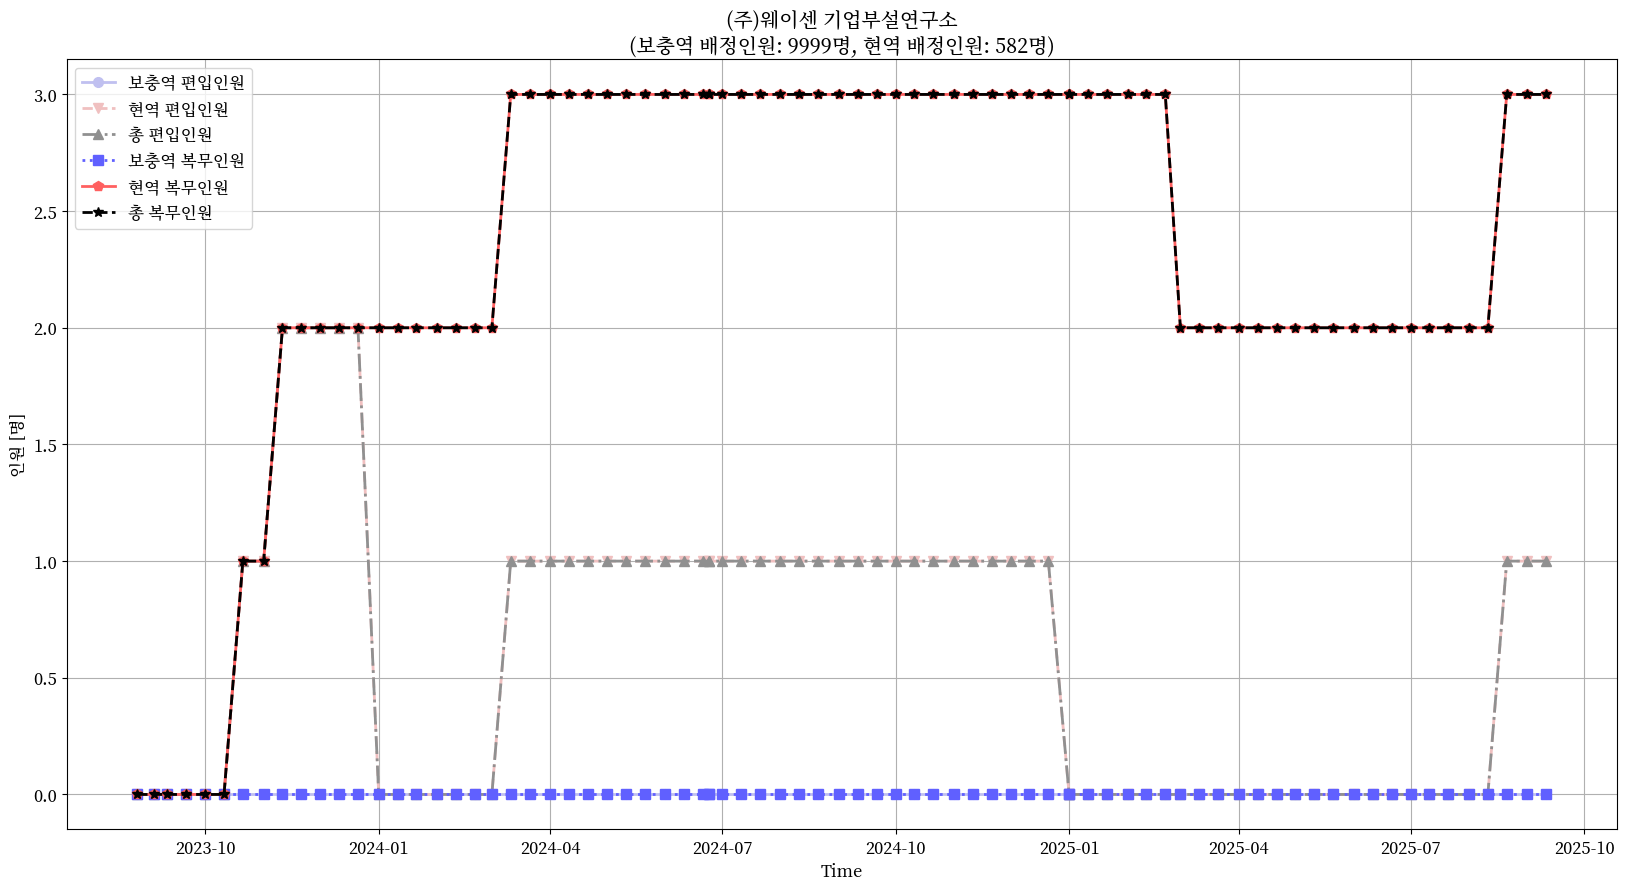 (주)웨이센 기업부설연구소
(보충역 배정인원: 9999명, 현역 배정인원: 582명)
보충역 편입인원
현역 편입인원
총 편입인원
보충역 복무인원
현역 복무인원
총 복무인원
인원 [명]
3.0
2.5
2.0
1.5
1.0
0.5
0.0
2023-10
2024-01
2024-04
2024-07
2024-10
2025-01
2025-04
2025-07
2025-10
Time